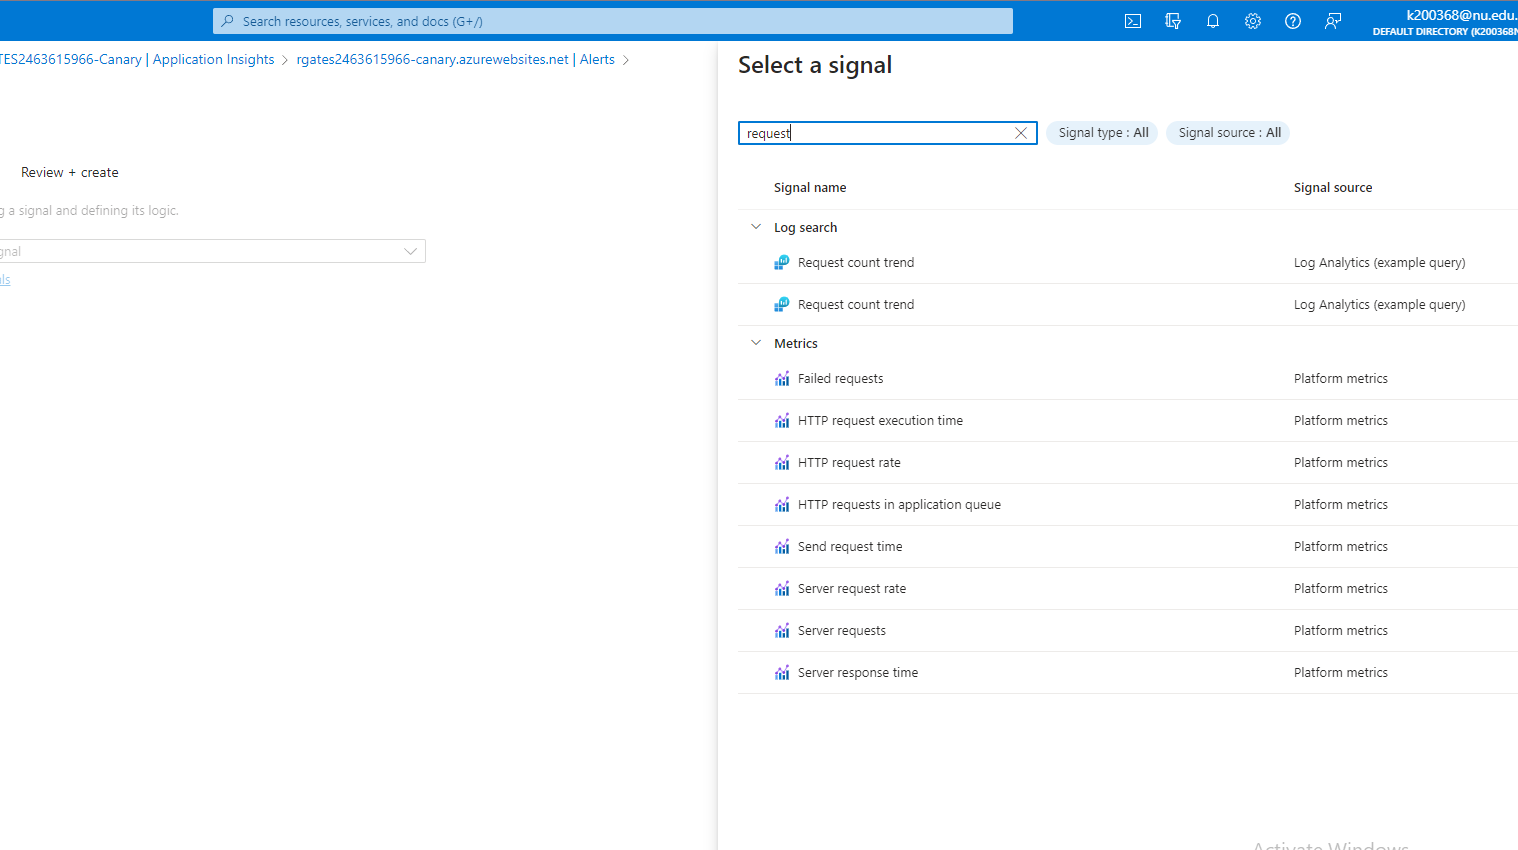 Search resources, services, and docs (G+/)
k200368@nu.edu.
DEFAULT DIRECTORY (K200368N
TES2463615966-Canary | Application Insights > rgates2463615966-canary.azurewebsites.net | Alerts >
Select a signal
request
Signal type : All
Signal source : All
Review + create
g a signal and defining its logic.
gnal
ls
Signal name Signal source
Log search
Request count trend Log Analytics (example query)
Request count trend Log Analytics (example query)
Metrics
Failed requests Platform metrics
HTTP request execution time Platform metrics
HTTP request rate Platform metrics
HTTP requests in application queue Platform metrics
Send request time Platform metrics
Server request rate Platform metrics
Server requests Platform metrics
Server response time Platform metrics
Activate Windows